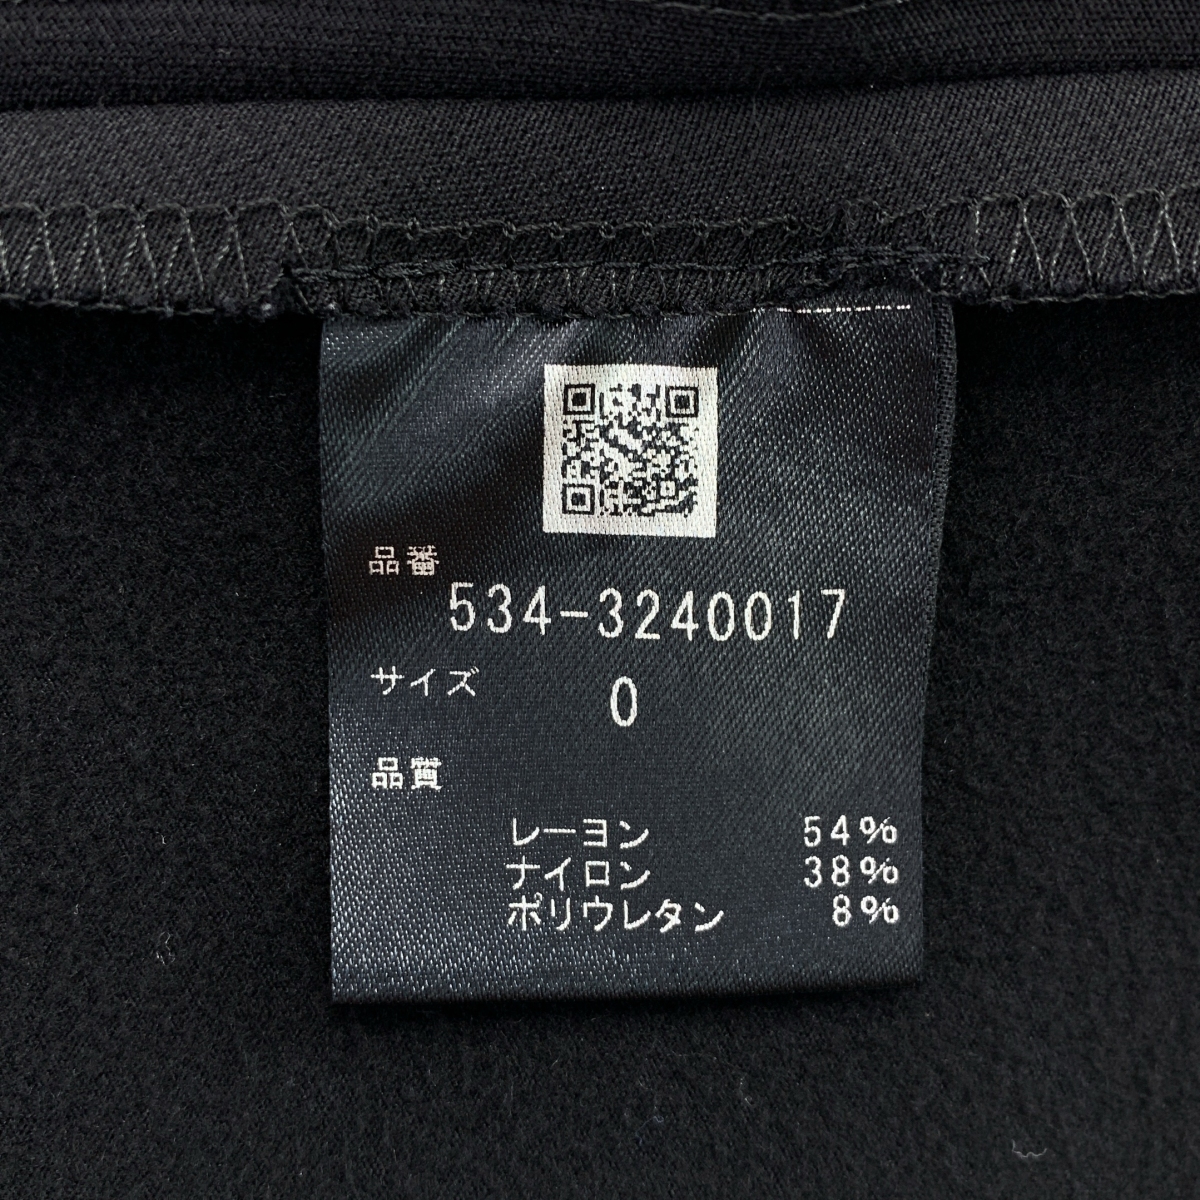 品番
534-3240017
サイズ 0
品質
レーヨン 54%
ナイロン 38%
ポリウレタン 8%